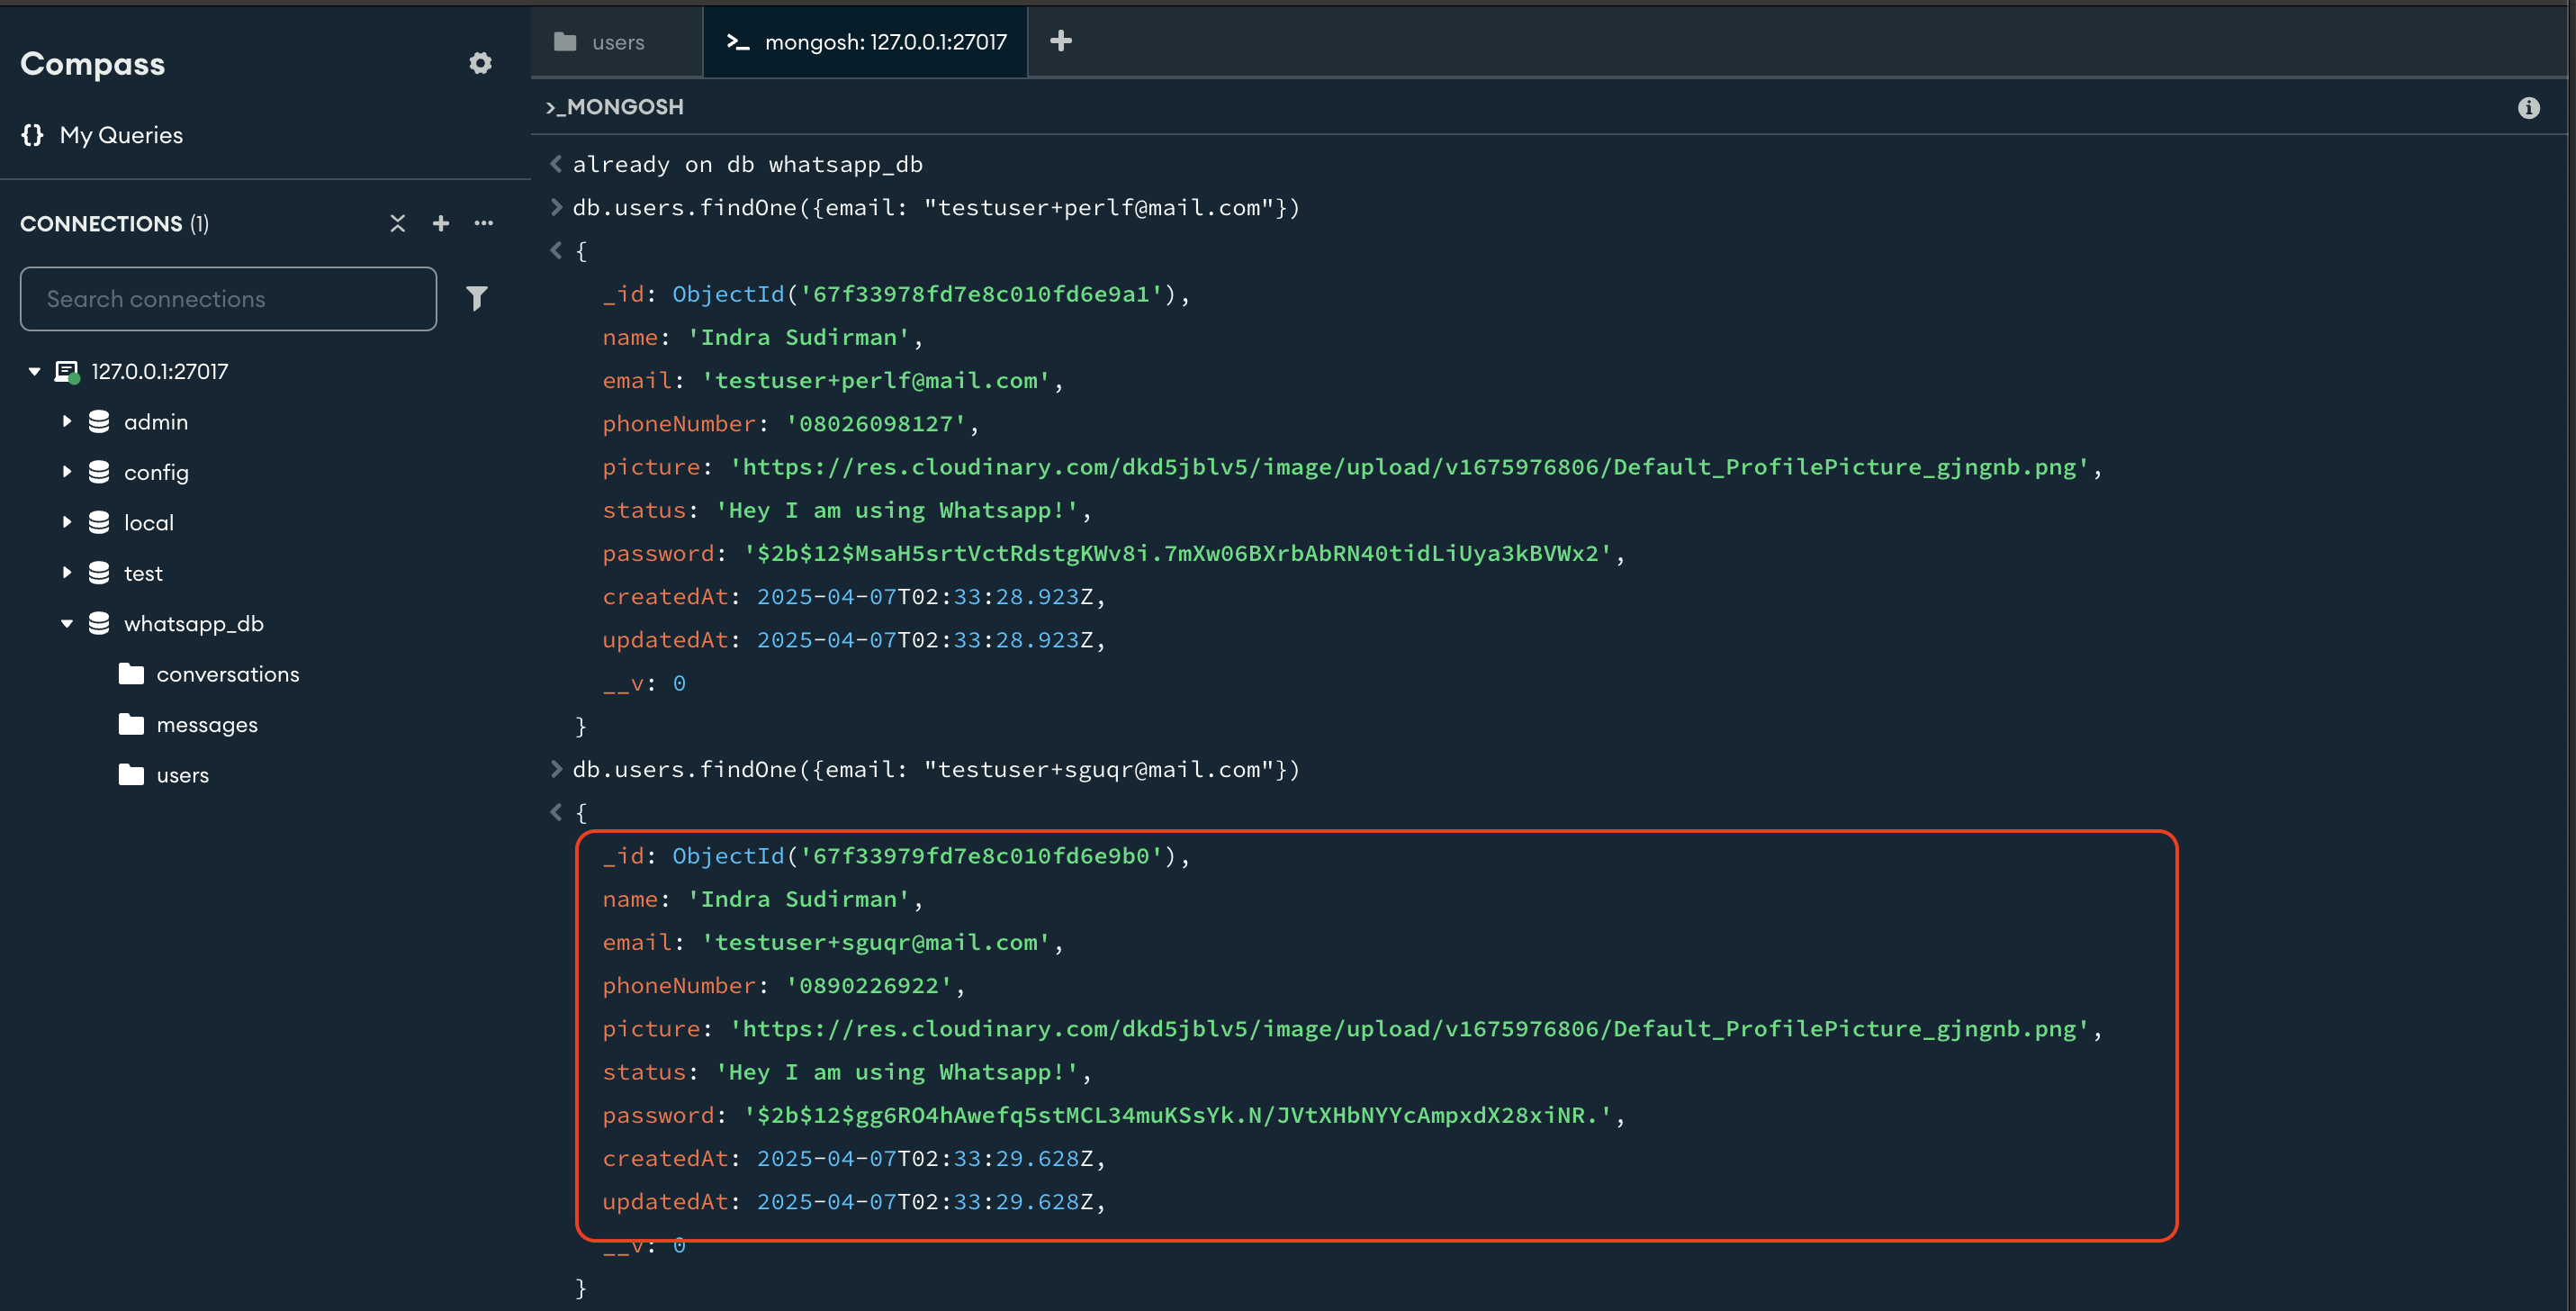 Compass
My Queries
CONNECTIONS (1)
Search connections
127.0.0.1:27017
admin
config
local
test
whatsapp_db
conversations
messages
users
users
>_ mongosh: 127.0.0.1:27017
>_MONGOSH
< already on db whatsapp_db
> db.users.findOne({email: "testuser+perlf@mail.com"})
< {
_id: ObjectId('67f33978fd7e8c010fd6e9a1'),
name: 'Indra Sudirman',
email: 'testuser+perlf@mail.com',
phoneNumber: '08026098127',
picture: 'https://res.cloudinary.com/dkd5jblv5/image/upload/v1675976806/Default_ProfilePicture_gjngnb.png',
status: 'Hey I am using Whatsapp!',
password: '$2b$12$MsaH5srtVctRdstgKWv8i.7mXw06BXrbAbRN40tidLiUya3kBVWx2',
createdAt: 2025-04-07T02:33:28.923Z,
updatedAt: 2025-04-07T02:33:28.923Z,
__v: 0
}
> db.users.findOne({email: "testuser+sguqr@mail.com"})
< {
_id: ObjectId('67f33979fd7e8c010fd6e9b0'),
name: 'Indra Sudirman',
email: 'testuser+sguqr@mail.com',
phoneNumber: '0890226922',
picture: 'https://res.cloudinary.com/dkd5jblv5/image/upload/v1675976806/Default_ProfilePicture_gjngnb.png',
status: 'Hey I am using Whatsapp!',
password: '$2b$12$gg6RO4hAwefq5stMCL34muKSsYk.N/JVtXHbNYYcAmpxdX28xiNR.',
createdAt: 2025-04-07T02:33:29.628Z,
updatedAt: 2025-04-07T02:33:29.628Z,
__v: 0
}